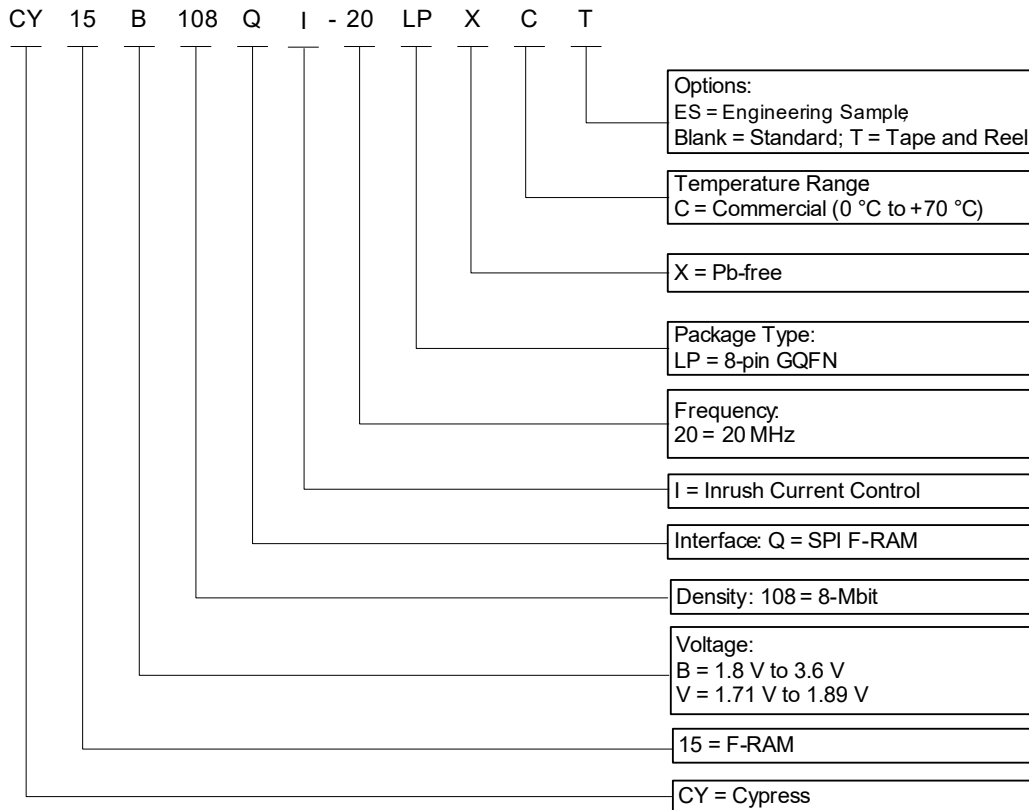 CY 15 B 108 Q I - 20 LP X C T
Options:
ES = Engineering Sample,
Blank = Standard; T = Tape and Reel
Temperature Range
C = Commercial (0 °C to +70 °C)
X = Pb-free
Package Type:
LP = 8-pin GQFN
Frequency:
20 = 20 MHz
I = Inrush Current Control
Interface: Q = SPI F-RAM
Density: 108 = 8-Mbit
Voltage:
B = 1.8 V to 3.6 V
V = 1.71 V to 1.89 V
15 = F-RAM
CY = Cypress